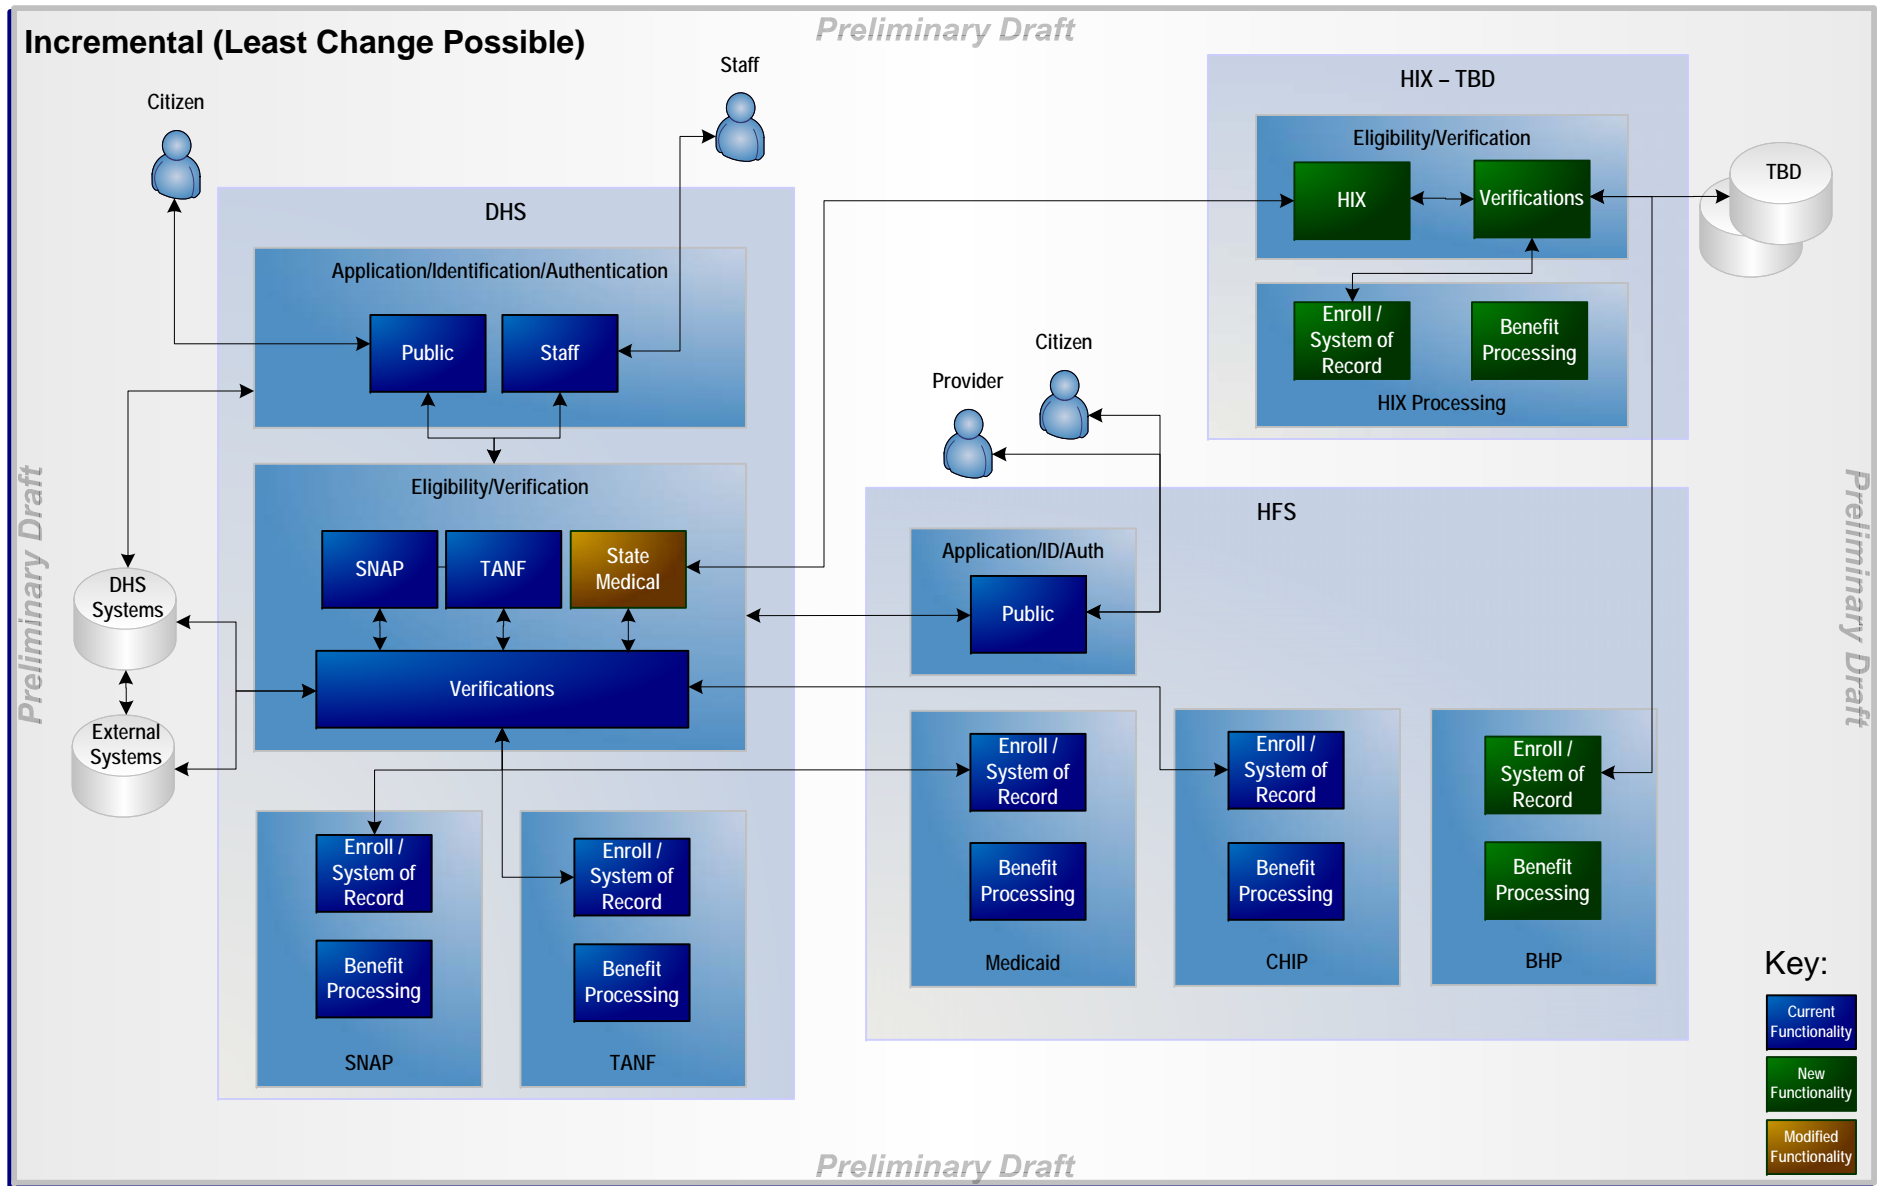 Preliminary Draft
Incremental (Least Change Possible)
Staff
Citizen
HIX – TBD
Eligibility/Verification
HIX
Verifications
TBD
Enroll /
System of
Record
Benefit
Processing
HIX Processing
DHS
Application/Identification/Authentication
Public
Staff
Eligibility/Verification
SNAP
TANF
State
Medical
Verifications
DHS
Systems
External
Systems
Enroll /
System of
Record
Benefit
Processing
SNAP
Enroll /
System of
Record
Benefit
Processing
TANF
Citizen
Provider
HFS
Application/ID/Auth
Public
Enroll /
System of
Record
Benefit
Processing
Medicaid
Enroll /
System of
Record
Benefit
Processing
CHIP
Enroll /
System of
Record
Benefit
Processing
BHP
Key:
Current
Functionality
New
Functionality
Modified
Functionality
Preliminary Draft
Preliminary Draft
Preliminary Draft